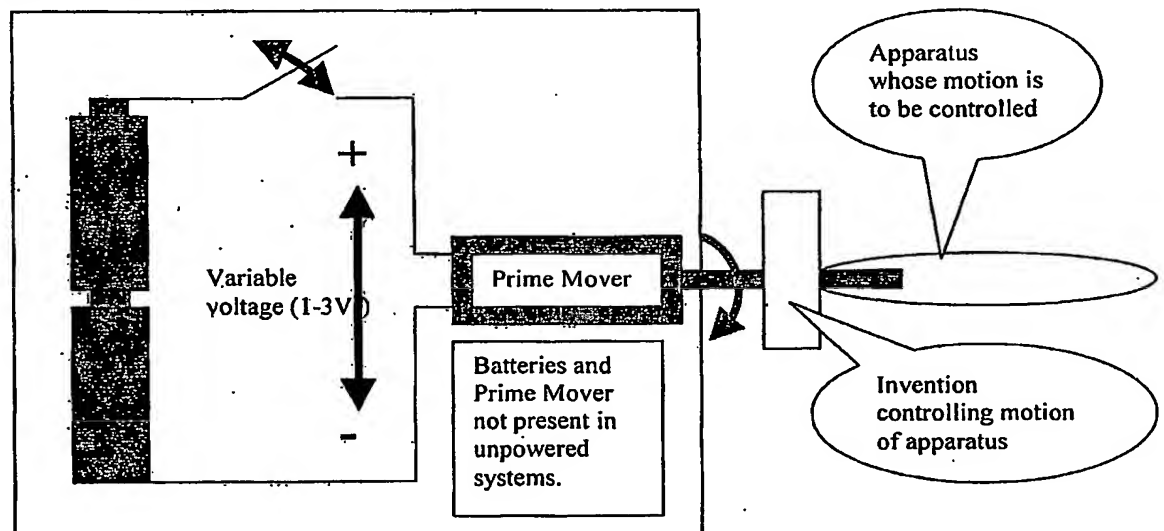 Apparatus
whose motion is
to be controlled
+
Variable
voltage (1-3V)
Prime Mover
Batteries and
Prime Mover
not present in
unpowered
systems.
-
Invention
controlling motion
of apparatus